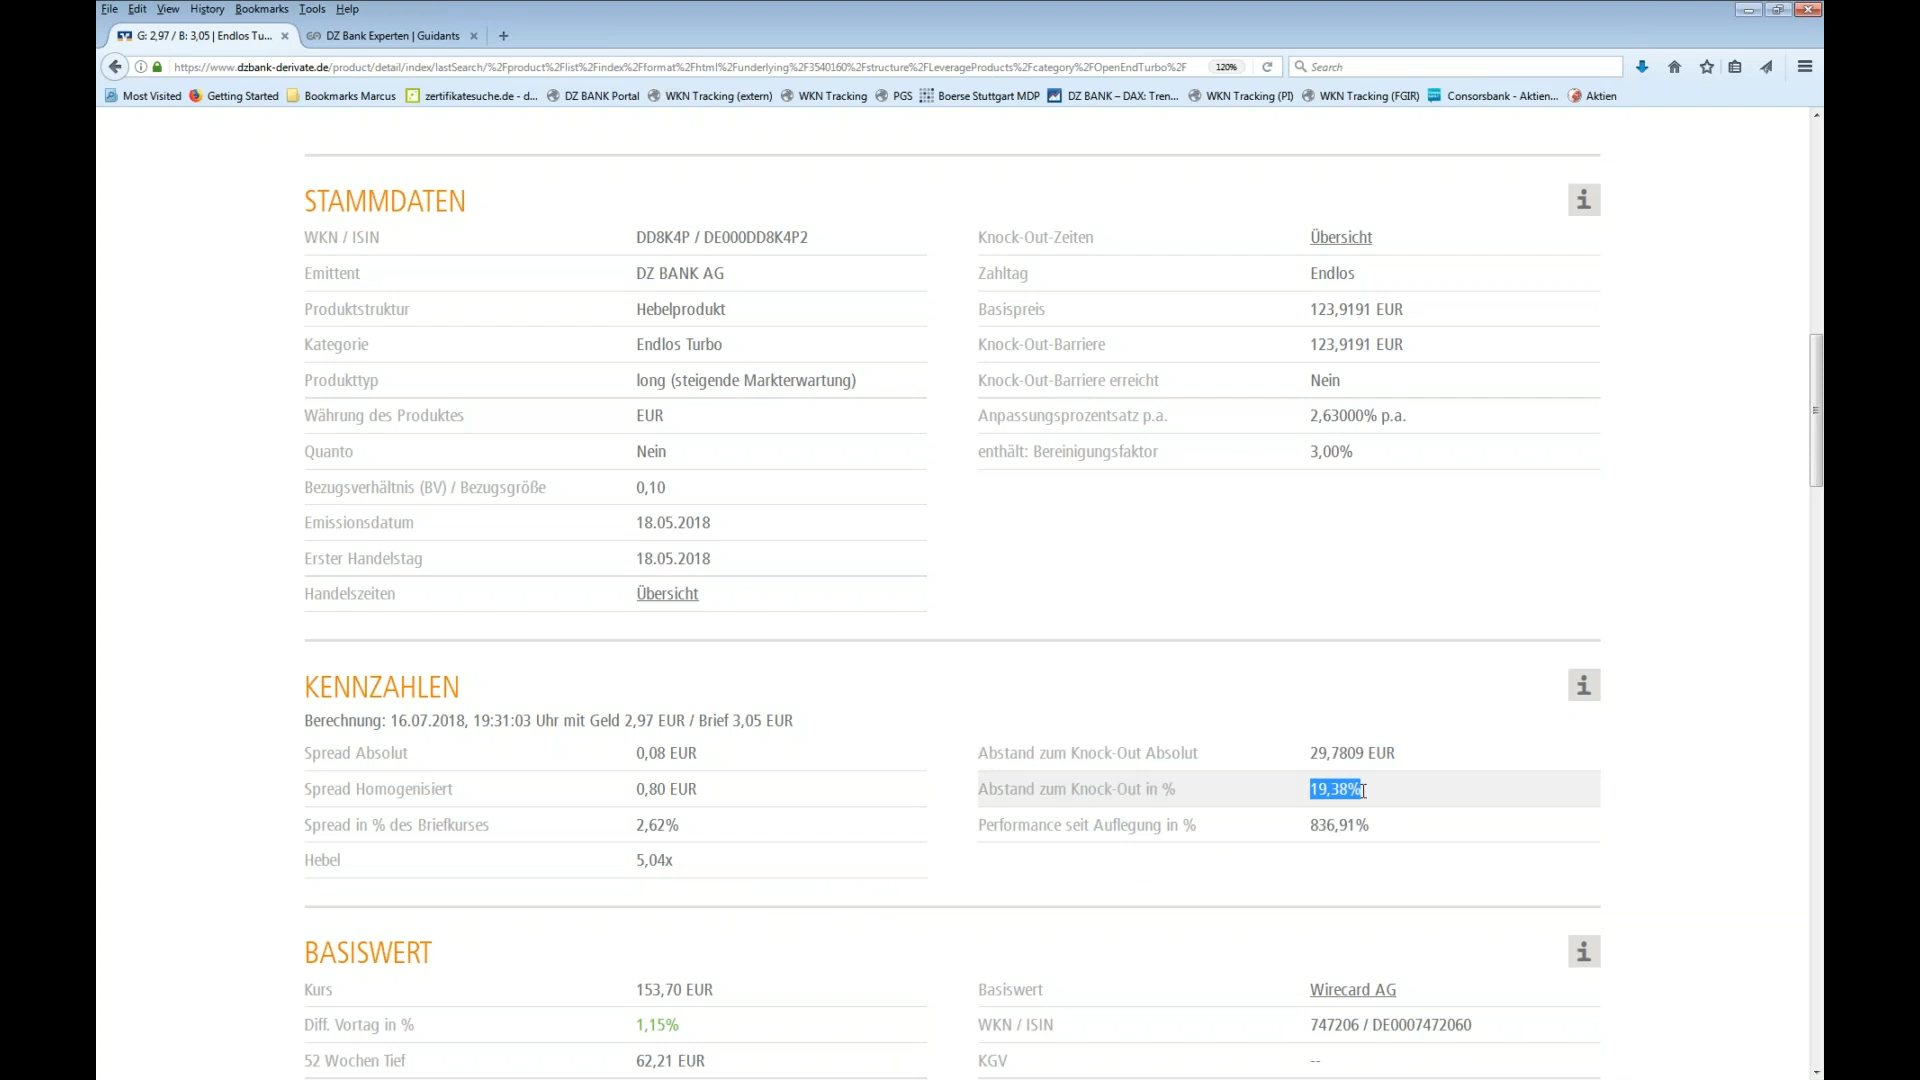 File Edit View History Bookmarks Tools Help
G: 2,97 / B: 3,05 | Endlos Tu... DZ Bank Experten | Guidants
https://www.dzbank-derivate.de/product/detail/index/lastSearch/%2Fproduct%2Flist%2Findex%2Fformat%2Fhtml%2Funderlying%2F3540160%2Fstructure%2FLeverageProducts%2Fcategory%2FOpenEndTurbo%2F 120% Search
Most Visited Getting Started Bookmarks Marcus zertifikatesuche.de - d... DZ BANK Portal WKN Tracking (extern) WKN Tracking PGS Boerse Stuttgart MDP DZ BANK – DAX: Tren... WKN Tracking (PI) WKN Tracking (FGIR) Consorsbank - Aktien... Aktien
STAMMDATEN
WKN / ISIN DD8K4P / DE000DD8K4P2 Knock-Out-Zeiten Übersicht
Emittent DZ BANK AG Zahltag Endlos
Produktstruktur Hebelprodukt Basispreis 123,9191 EUR
Kategorie Endlos Turbo Knock-Out-Barriere 123,9191 EUR
Produkttyp long (steigende Markterwartung) Knock-Out-Barriere erreicht Nein
Währung des Produktes EUR Anpassungsprozentsatz p.a. 2,63000% p.a.
Quanto Nein enthält: Bereinigungsfaktor 3,00%
Bezugsverhältnis (BV) / Bezugsgröße 0,10
Emissionsdatum 18.05.2018
Erster Handelstag 18.05.2018
Handelszeiten Übersicht
KENNZAHLEN
Berechnung: 16.07.2018, 19:31:03 Uhr mit Geld 2,97 EUR / Brief 3,05 EUR
Spread Absolut 0,08 EUR Abstand zum Knock-Out Absolut 29,7809 EUR
Spread Homogenisiert 0,80 EUR Abstand zum Knock-Out in % 19,38%
Spread in % des Briefkurses 2,62% Performance seit Auflegung in % 836,91%
Hebel 5,04x
BASISWERT
Kurs 153,70 EUR Basiswert Wirecard AG
Diff. Vortag in % 1,15% WKN / ISIN 747206 / DE0007472060
52 Wochen Tief 62,21 EUR KGV --